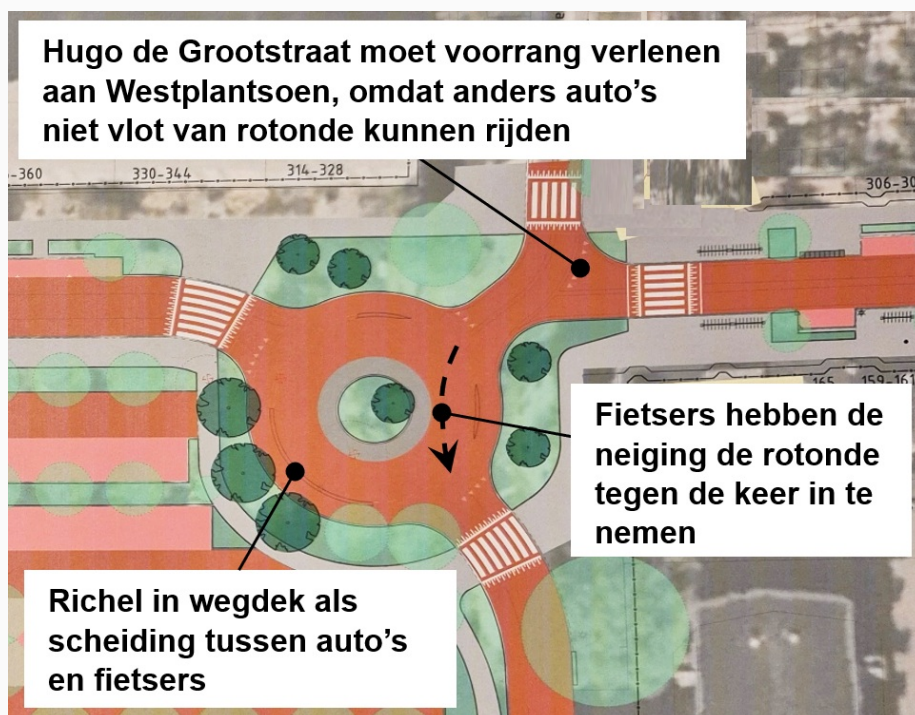 Hugo de Grootstraat moet voorrang verlenen
aan Westplantsoen, omdat anders auto's
niet vlot van rotonde kunnen rijden
-360
330-344
314-328
306-30
165
159-161
Fietsers hebben de
neiging de rotonde
tegen de keer in te
nemen
Richel in wegdek als
scheiding tussen auto's
en fietsers